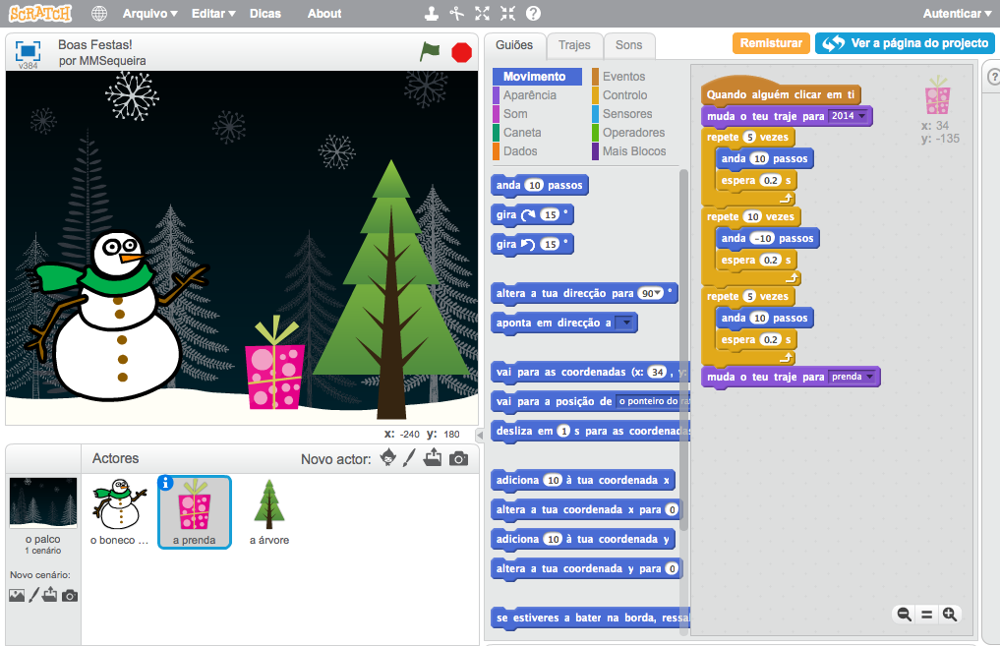 SCRATCH Arquivo Editar Dicas About Autenticar
v384
Boas Festas!
por MMSequeira
Guiões Trajes Sons
Remisturar Ver a página do projecto
Movimento Eventos
Aparência Controlo
Som Sensores
Caneta Operadores
Dados Mais Blocos
anda 10 passos
gira 15 °
gira 15 °
altera a tua direcção para 90 °
aponta em direcção a
vai para as coordenadas (x: 34 , y:
vai para a posição de o ponteiro do ra
desliza em 1 s para as coordenada
adiciona 10 à tua coordenada x
altera a tua coordenada x para 0
adiciona 10 à tua coordenada y
altera a tua coordenada y para 0
se estiveres a bater na borda, ressal
Quando alguém clicar em ti
muda o teu traje para 2014
repete 5 vezes
anda 10 passos
espera 0.2 s
repete 10 vezes
anda -10 passos
espera 0.2 s
repete 5 vezes
anda 10 passos
espera 0.2 s
muda o teu traje para prenda
x: 34
y: -135
x: -240 y: 180
Actores Novo actor:
o palco
1 cenário
Novo cenário:
o boneco ...
a prenda
a árvore